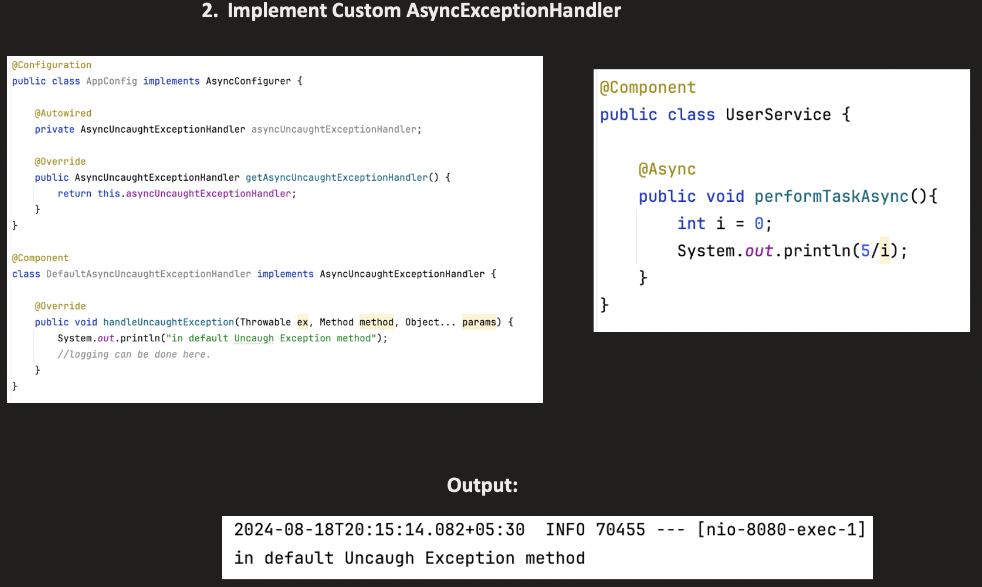 2. Implement Custom AsyncExceptionHandler
@Configuration
public class AppConfig implements AsyncConfigurer {
@Autowired
private AsyncUncaughtExceptionHandler asyncUncaughtExceptionHandler;
@Override
public AsyncUncaughtExceptionHandler getAsyncUncaughtExceptionHandler() {
return this.asyncUncaughtExceptionHandler;
}
}
@Component
class DefaultAsyncUncaughtExceptionHandler implements AsyncUncaughtExceptionHandler {
@Override
public void handleUncaughtException(Throwable ex, Method method, Object... params) {
System.out.println("in default Uncaugh Exception method");
//logging can be done here.
}
}
@Component
public class UserService {
@Async
public void performTaskAsync(){
int i = 0;
System.out.println(5/i);
}
}
Output:
2024-08-18T20:15:14.082+05:30  INFO 70455 --- [nio-8080-exec-1]
in default Uncaugh Exception method